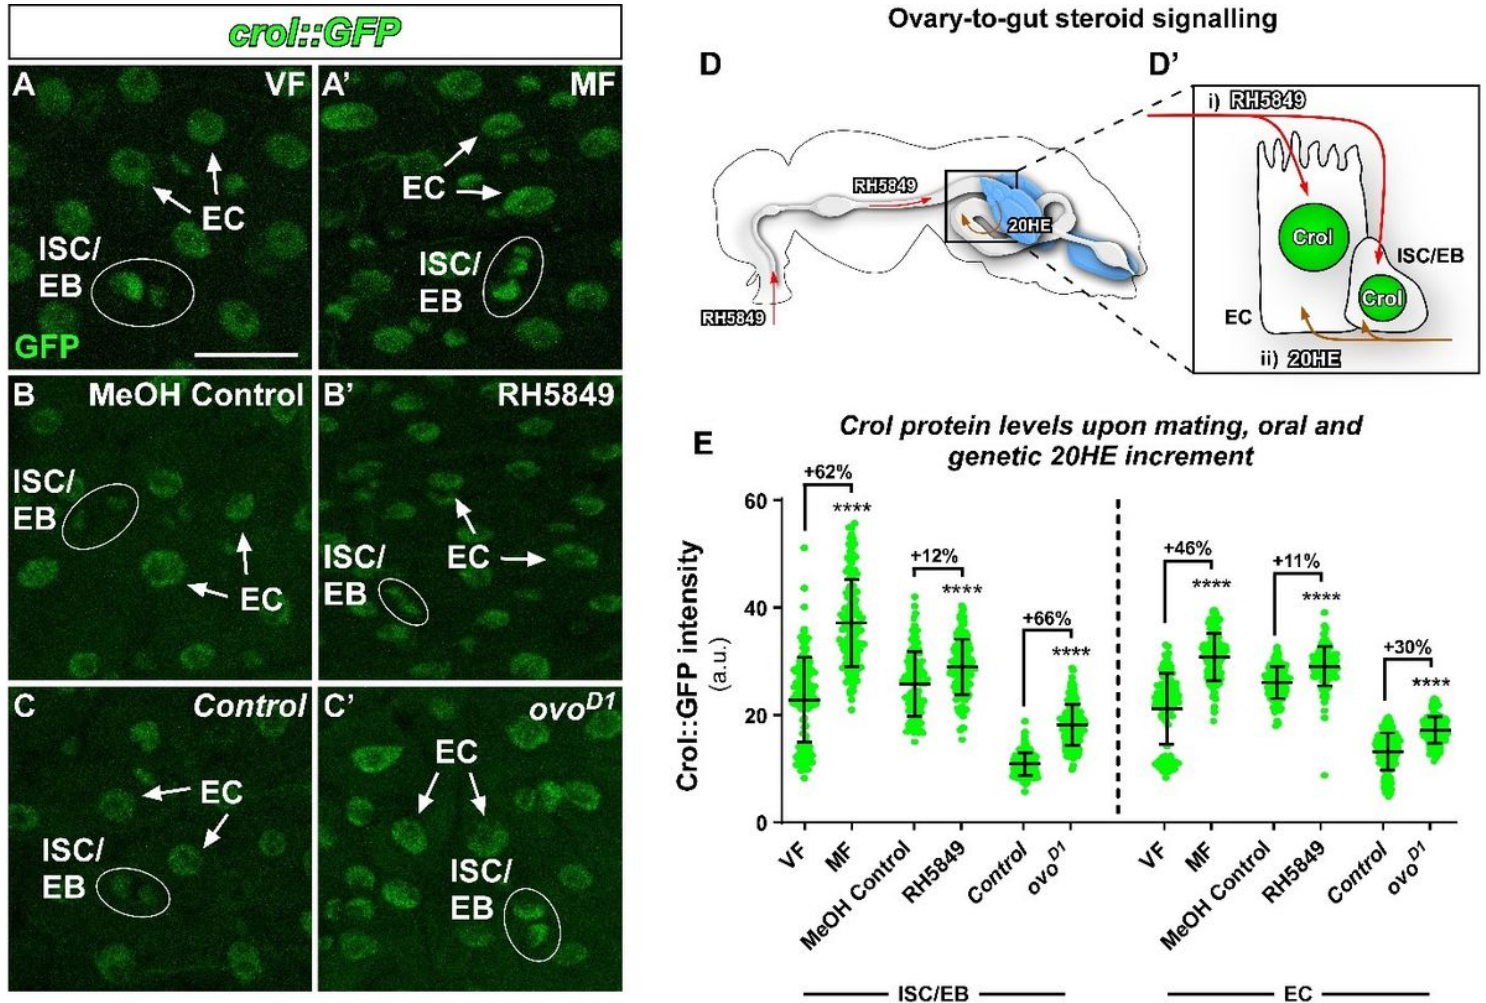 crol::GFP
A VF
EC
ISC/
EB
GFP
A' MF
EC
ISC/
EB
B MeOH Control
ISC/
EB
EC
B' RH5849
EC
ISC/
EB
C Control
EC
ISC/
EB
C' ovoD1
EC
ISC/
EB
Ovary-to-gut steroid signalling
D
RH5849
20HE
RH5849
D'
i) RH5849
Crol
ISC/EB
Crol
EC
ii) 20HE
E
Crol protein levels upon mating, oral and
genetic 20HE increment
Crol::GFP intensity
(a.u.)
60
40
20
0
+62%
****
+12%
****
+66%
****
+46%
****
+11%
****
+30%
****
VF
MF
MeOH Control
RH5849
Control
ovoD1
VF
MF
MeOH Control
RH5849
Control
ovoD1
ISC/EB
EC